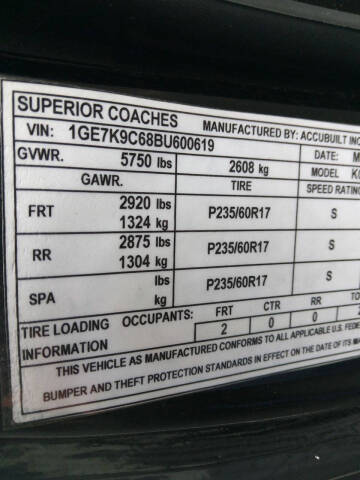 SUPERIOR COACHES MANUFACTURED BY: ACCUBUILT INC
VIN: 1GE7K9C68BU600619
GVWR. 5750 lbs 2608 kg DATE:
GAWR. TIRE MODEL
SPEED RATING
FRT 2920 lbs 1324 kg P235/60R17 S
RR 2875 lbs 1304 kg P235/60R17 S
SPA lbs kg P235/60R17 S
TIRE LOADING INFORMATION OCCUPANTS: FRT CTR RR
2 0 0
THIS VEHICLE AS MANUFACTURED CONFORMS TO ALL APPLICABLE U.S.
BUMPER AND THEFT PROTECTION STANDARDS IN EFFECT ON THE DATE OF ITS